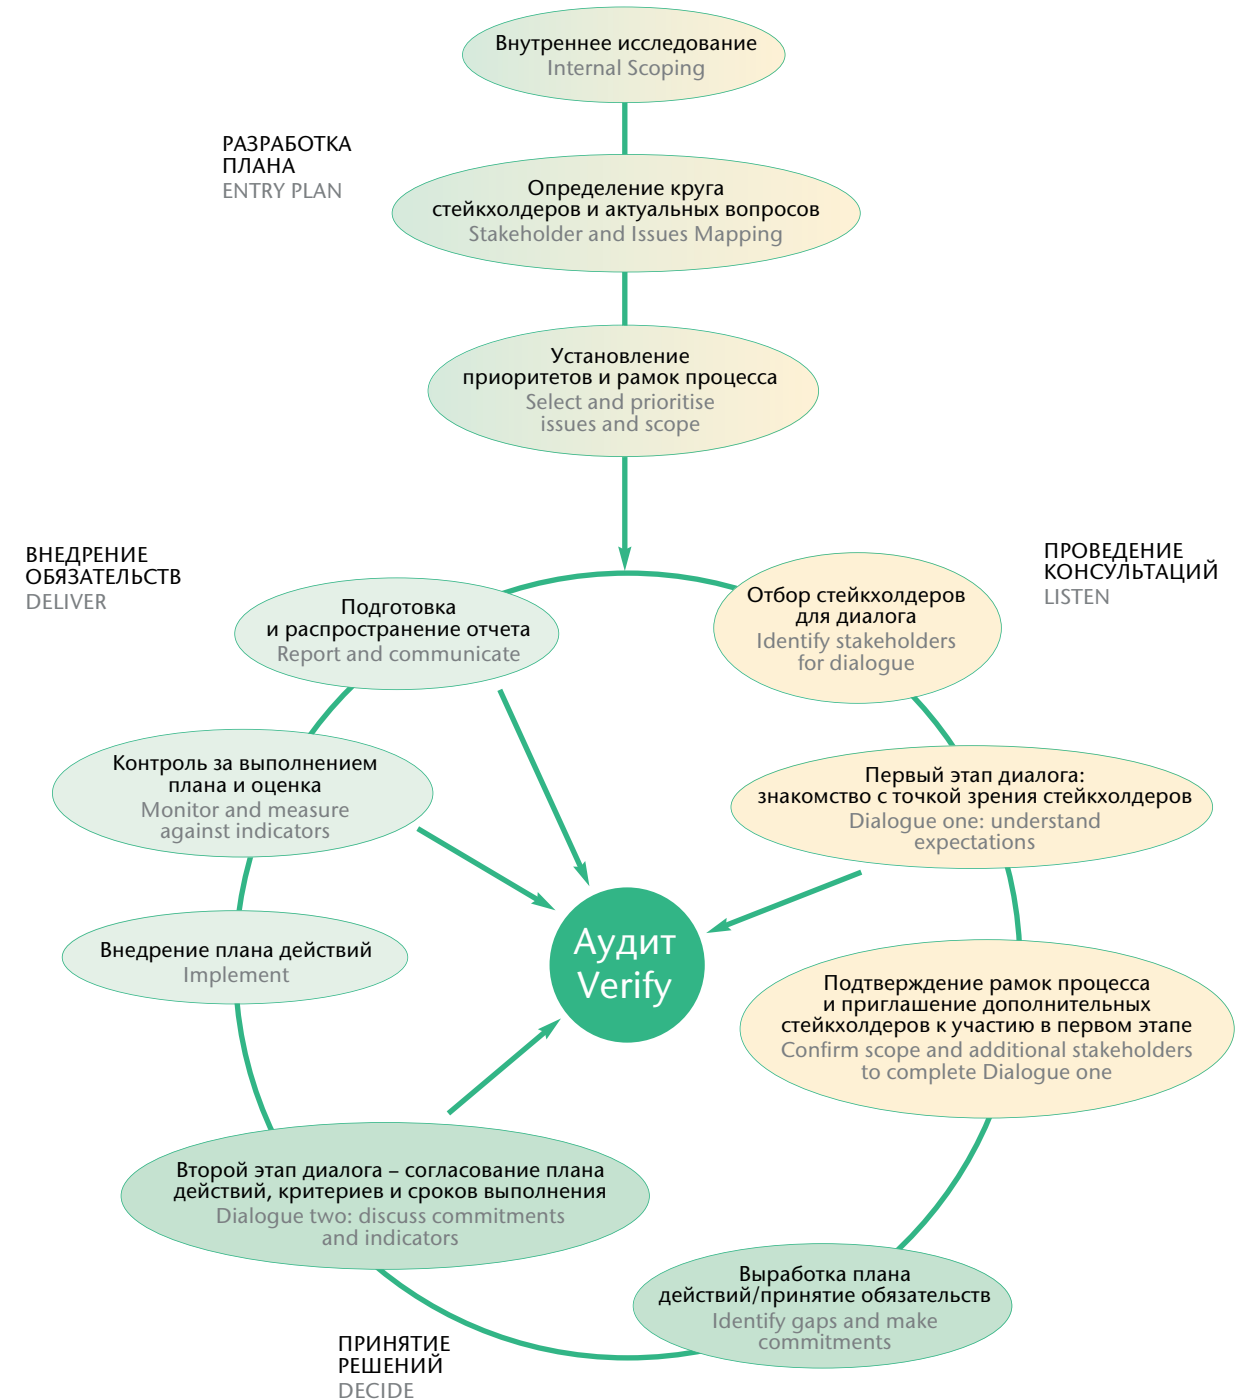 Внутреннее исследование
Internal Scoping
РАЗРАБОТКА
ПЛАНА
ENTRY PLAN
Определение круга
стейкхолдеров и актуальных вопросов
Stakeholder and Issues Mapping
Установление
приоритетов и рамок процесса
Select and prioritise
issues and scope
ВНЕДРЕНИЕ
ОБЯЗАТЕЛЬСТВ
DELIVER
ПРОВЕДЕНИЕ
КОНСУЛЬТАЦИЙ
LISTEN
Подготовка
и распространение отчета
Report and communicate
Отбор стейкхолдеров
для диалога
Identify stakeholders
for dialogue
Контроль за выполнением
плана и оценка
Monitor and measure
against indicators
Первый этап диалога:
знакомство с точкой зрения стейкхолдеров
Dialogue one: understand
expectations
Аудит
Verify
Внедрение плана действий
Implement
Подтверждение рамок процесса
и приглашение дополнительных
стейкхолдеров к участию в первом этапе
Confirm scope and additional stakeholders
to complete Dialogue one
Второй этап диалога – согласование плана
действий, критериев и сроков выполнения
Dialogue two: discuss commitments
and indicators
Выработка плана
действий/принятие обязательств
Identify gaps and make
commitments
ПРИНЯТИЕ
РЕШЕНИЙ
DECIDE